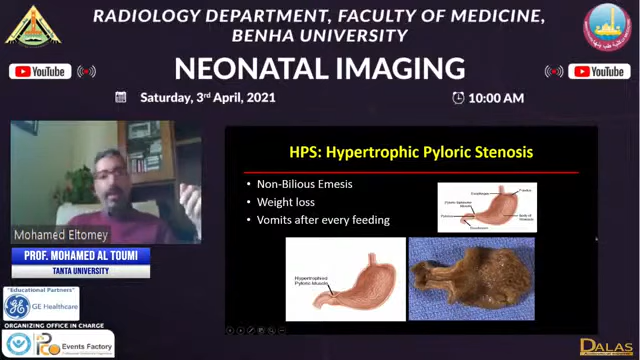 RADIOLOGY DEPARTMENT, FACULTY OF MEDICINE,
BENHA UNIVERSITY
YouTube
NEONATAL IMAGING
YouTube
Saturday, 3rd April, 2021
10:00 AM
HPS: Hypertrophic Pyloric Stenosis
• Non-Bilious Emesis
• Weight loss
• Vomits after every feeding
Esophagus
Hypertrophied
Pyloric Muscle
Mohamed Eltomey
PROF. MOHAMED AL TOUMI
TANTA UNIVERSITY
"Educational Partners"
GE Healthcare
ORGANIZING OFFICE IN CHARGE
Events Factory
DALAS